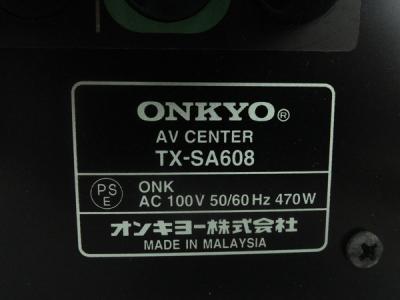 ONKYO®
AV CENTER
TX-SA608
PS
E
ONK
AC 100V 50/60Hz 470W
オンキヨー株式会社
MADE IN MALAYSIA